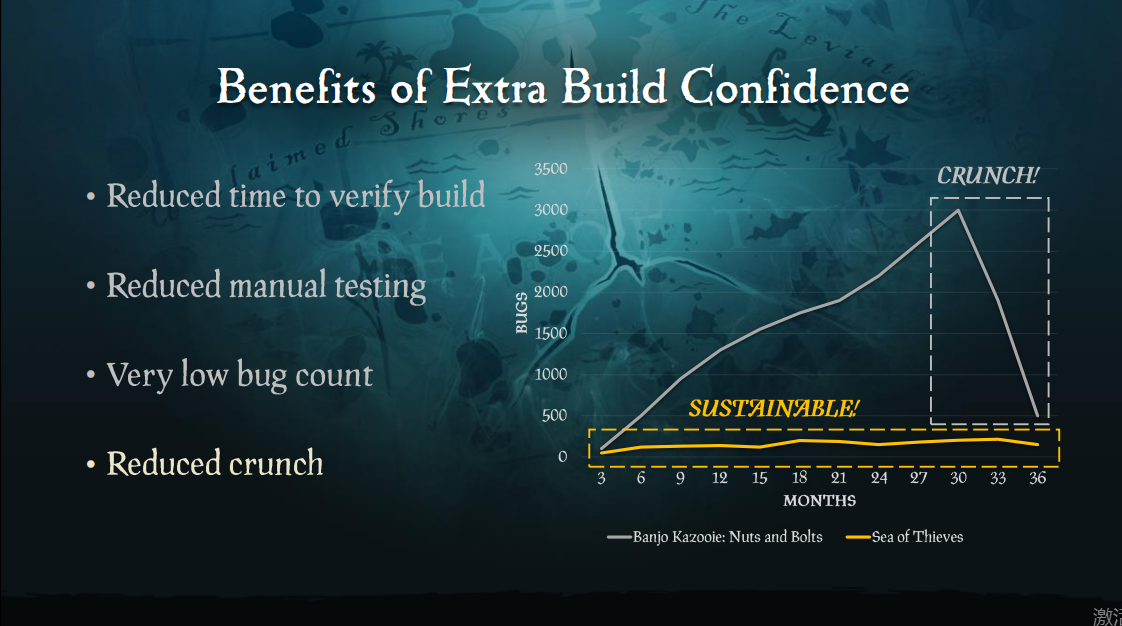 The Leviathan
Benefits of Extra Build Confidence
laimed Shores
• Reduced time to verify build
• Reduced manual testing
• Very low bug count
• Reduced crunch
CRUNCH!
3500
3000
2500
2000
1500
1000
500
0
BUGS
SUSTAINABLE!
3 6 9 12 15 18 21 24 27 30 33 36
MONTHS
Banjo Kazooie: Nuts and Bolts Sea of Thieves
激活